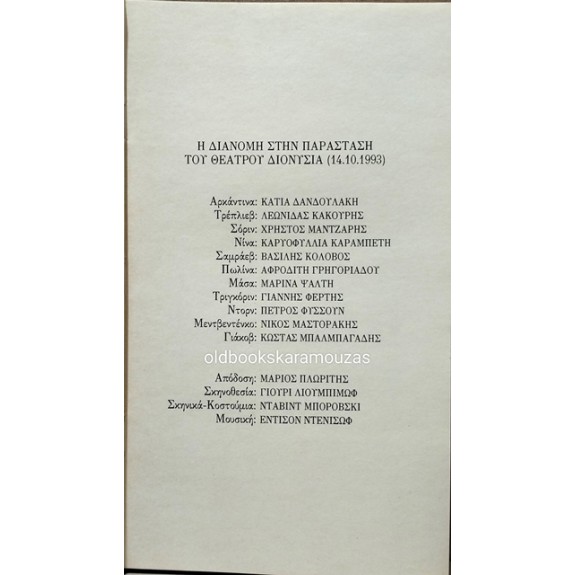 Η ΔΙΑΝΟΜΗ ΣΤΗΝ ΠΑΡΑΣΤΑΣΗ
ΤΟΥ ΘΕΑΤΡΟΥ ΔΙΟΝΥΣΙΑ (14.10.1993)
Αρκάντινα: ΚΑΤΙΑ ΔΑΝΔΟΥΛΑΚΗ
Τρέπλιεβ: ΛΕΩΝΙΔΑΣ ΚΑΚΟΥΡΗΣ
Σόριν: ΧΡΗΣΤΟΣ ΜΑΝΤΖΑΡΗΣ
Νίνα: ΚΑΡΥΟΦΥΛΛΙΑ ΚΑΡΑΜΠΕΤΗ
Σαμράεβ: ΒΑΣΙΛΗΣ ΚΟΛΟΒΟΣ
Πωλίνα: ΑΦΡΟΔΙΤΗ ΓΡΗΓΟΡΙΑΔΟΥ
Μάσα: ΜΑΡΙΝΑ ΨΑΛΤΗ
Τριγκόριν: ΓΙΑΝΝΗΣ ΦΕΡΤΗΣ
Ντορν: ΠΕΤΡΟΣ ΦΥΣΣΟΥΝ
Μεντβεντένκο: ΝΙΚΟΣ ΜΑΣΤΟΡΑΚΗΣ
Γιάκοβ: ΚΩΣΤΑΣ ΜΠΑΛΜΠΑΓΑΔΗΣ
oldbookskaramouzas
Απόδοση: ΜΑΡΙΟΣ ΠΛΩΡΙΤΗΣ
Σκηνοθεσία: ΓΙΟΥΡΙ ΛΙΟΥΜΠΙΜΩΦ
Σκηνικά-Κοστούμια: ΝΤΑΒΙΝΤ ΜΠΟΡΟΒΣΚΙ
Μουσική: ΕΝΤΙΣΟΝ ΝΤΕΝΙΣΩΦ